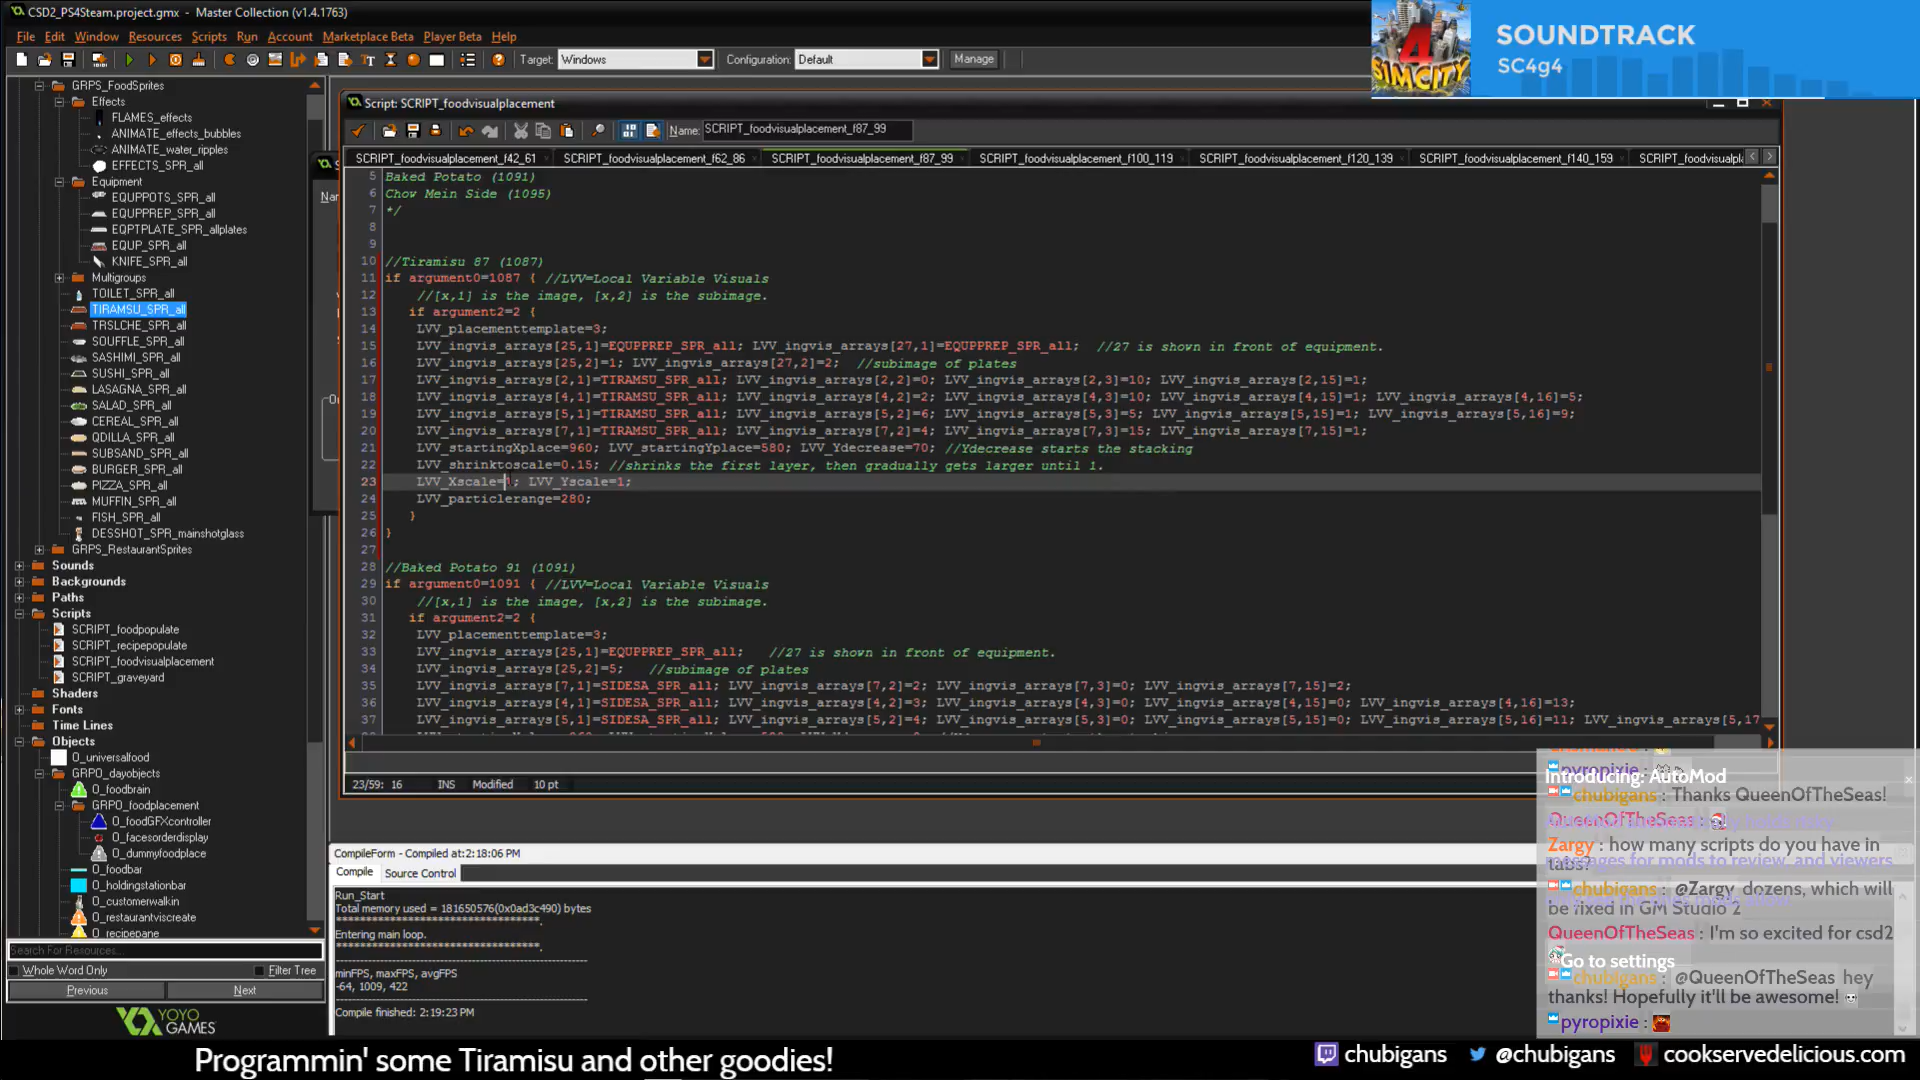 CSD2_PS4Steam.project.gmx - Master Collection (v1.4.1763)
File Edit Window Resources Scripts Run Account Marketplace Beta Player Beta Help
Target: Windows Configuration: Default Manage
SOUNDTRACK
SC4g4
4
SIMCITY
GRPS_FoodSprites
Effects
FLAMES_effects
ANIMATE_effects_bubbles
ANIMATE_water_ripples
EFFECTS_SPR_all
Equipment
EQUPPOTS_SPR_all
EQUPPREP_SPR_all
EQPTPLATE_SPR_allplates
EQUP_SPR_all
KNIFE_SPR_all
Multigroups
TOILET_SPR_all
TIRAMSU_SPR_all
TRSLCHE_SPR_all
SOUFFLE_SPR_all
SASHIMI_SPR_all
SUSHI_SPR_all
LASAGNA_SPR_all
SALAD_SPR_all
CEREAL_SPR_all
QDILLA_SPR_all
SUBSAND_SPR_all
BURGER_SPR_all
PIZZA_SPR_all
MUFFIN_SPR_all
FISH_SPR_all
DESSHOT_SPR_mainshotglass
GRPS_RestaurantSprites
Sounds
Backgrounds
Paths
Scripts
SCRIPT_foodpopulate
SCRIPT_recipepopulate
SCRIPT_foodvisualplacement
SCRIPT_graveyard
Shaders
Fonts
Time Lines
Objects
O_universalfood
GRPO_dayobjects
O_foodbrain
GRPO_foodplacement
O_foodGFXcontroller
O_facesorderdisplay
O_dummyfoodplace
O_foodbar
O_holdingstationbar
O_customerwalkin
O_restaurantviscreate
O_recipepane
Search For Resources...
Whole Word Only Filter Tree
Previous Next
YOYO
GAMES
Script: SCRIPT_foodvisualplacement
Name: SCRIPT_foodvisualplacement_f87_99
SCRIPT_foodvisualplacement_f42_61 SCRIPT_foodvisualplacement_f62_86 SCRIPT_foodvisualplacement_f87_99 SCRIPT_foodvisualplacement_f100_119 SCRIPT_foodvisualplacement_f120_139 SCRIPT_foodvisualplacement_f140_159 SCRIPT_foodvisualpl
5 Baked Potato (1091)
6 Chow Mein Side (1095)
7 */
8
9
10 //Tiramisu 87 (1087)
11 if argument0=1087 { //LVV=Local Variable Visuals
12 //[x,1] is the image, [x,2] is the subimage.
13 if argument2=2 {
14 LVV_placementtemplate=3;
15 LVV_ingvis_arrays[25,1]=EQUPPREP_SPR_all; LVV_ingvis_arrays[27,1]=EQUPPREP_SPR_all; //27 is shown in front of equipment.
16 LVV_ingvis_arrays[25,2]=1; LVV_ingvis_arrays[27,2]=2; //subimage of plates
17 LVV_ingvis_arrays[2,1]=TIRAMSU_SPR_all; LVV_ingvis_arrays[2,2]=0; LVV_ingvis_arrays[2,3]=10; LVV_ingvis_arrays[2,15]=1;
18 LVV_ingvis_arrays[4,1]=TIRAMSU_SPR_all; LVV_ingvis_arrays[4,2]=2; LVV_ingvis_arrays[4,3]=10; LVV_ingvis_arrays[4,15]=1; LVV_ingvis_arrays[4,16]=5;
19 LVV_ingvis_arrays[5,1]=TIRAMSU_SPR_all; LVV_ingvis_arrays[5,2]=6; LVV_ingvis_arrays[5,3]=5; LVV_ingvis_arrays[5,15]=1; LVV_ingvis_arrays[5,16]=9;
20 LVV_ingvis_arrays[7,1]=TIRAMSU_SPR_all; LVV_ingvis_arrays[7,2]=4; LVV_ingvis_arrays[7,3]=15; LVV_ingvis_arrays[7,15]=1;
21 LVV_startingXplace=960; LVV_startingYplace=580; LVV_Ydecrease=70; //Ydecrease starts the stacking
22 LVV_shrinktoscale=0.15; //shrinks the first layer, then gradually gets larger until 1.
23 LVV_Xscale=1; LVV_Yscale=1;
24 LVV_particlerange=280;
25 }
26 }
27
28 //Baked Potato 91 (1091)
29 if argument0=1091 { //LVV=Local Variable Visuals
30 //[x,1] is the image, [x,2] is the subimage.
31 if argument2=2 {
32 LVV_placementtemplate=3;
33 LVV_ingvis_arrays[25,1]=EQUPPREP_SPR_all; //27 is shown in front of equipment.
34 LVV_ingvis_arrays[25,2]=5; //subimage of plates
35 LVV_ingvis_arrays[7,1]=SIDESA_SPR_all; LVV_ingvis_arrays[7,2]=2; LVV_ingvis_arrays[7,3]=0; LVV_ingvis_arrays[7,15]=2;
36 LVV_ingvis_arrays[4,1]=SIDESA_SPR_all; LVV_ingvis_arrays[4,2]=3; LVV_ingvis_arrays[4,3]=0; LVV_ingvis_arrays[4,15]=0; LVV_ingvis_arrays[4,16]=13;
37 LVV_ingvis_arrays[5,1]=SIDESA_SPR_all; LVV_ingvis_arrays[5,2]=4; LVV_ingvis_arrays[5,3]=0; LVV_ingvis_arrays[5,15]=0; LVV_ingvis_arrays[5,16]=11; LVV_ingvis_arrays[5,17
23/59: 16 INS Modified 10 pt
CompileForm - Compiled at:2:18:06 PM
Compile Source Control
Run_Start
Total memory used = 181650576(0x0ad3c490) bytes
Entering main loop.
minFPS, maxFPS, avgFPS
-64, 1009, 422
Compile finished: 2:19:23 PM
pyropixie :
Introducing: AutoMod
chubigans : Thanks QueenOfTheSeas!
QueenOfTheSeas :
Zargy : how many scripts do you have in
tabs?
messages for mods to review, and viewers
chubigans : @Zargy dozens, which will
be fixed in GM Studio 2
QueenOfTheSeas : I'm so excited for csd2
Go to settings
chubigans : @QueenOfTheSeas hey
thanks! Hopefully it'll be awesome!
pyropixie :
Programmin' some Tiramisu and other goodies!
chubigans @chubigans cookservedelicious.com